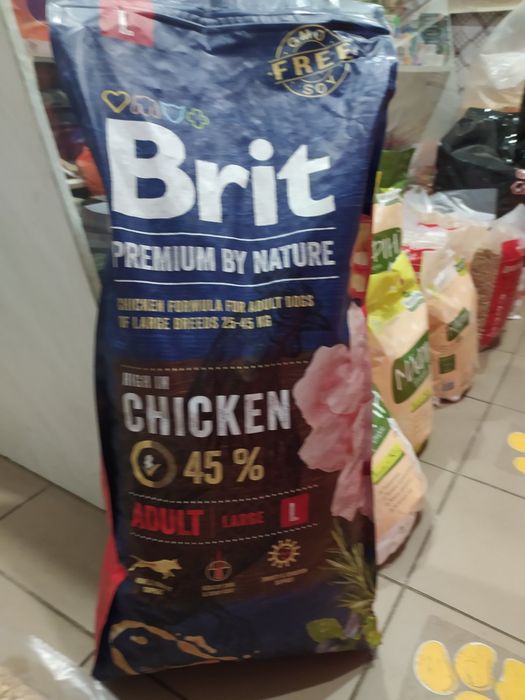 L
GMO
FREE
SOY
Brit
PREMIUM BY NATURE
CHICKEN FORMULA FOR ADULT DOGS
OF LARGE BREEDS 25-45 KG
HIGH IN
CHICKEN
45 %
ADULT LARGE L